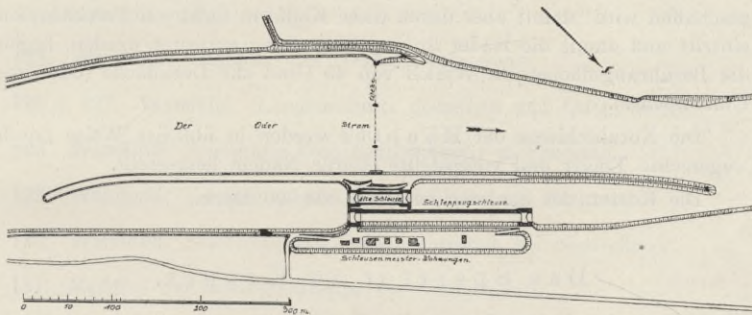 Der Oder Strom
Alte Schleuse
Schleppzugschleuse
Schleusenmeister-Wohnungen.
0 10 100 200 300 m.